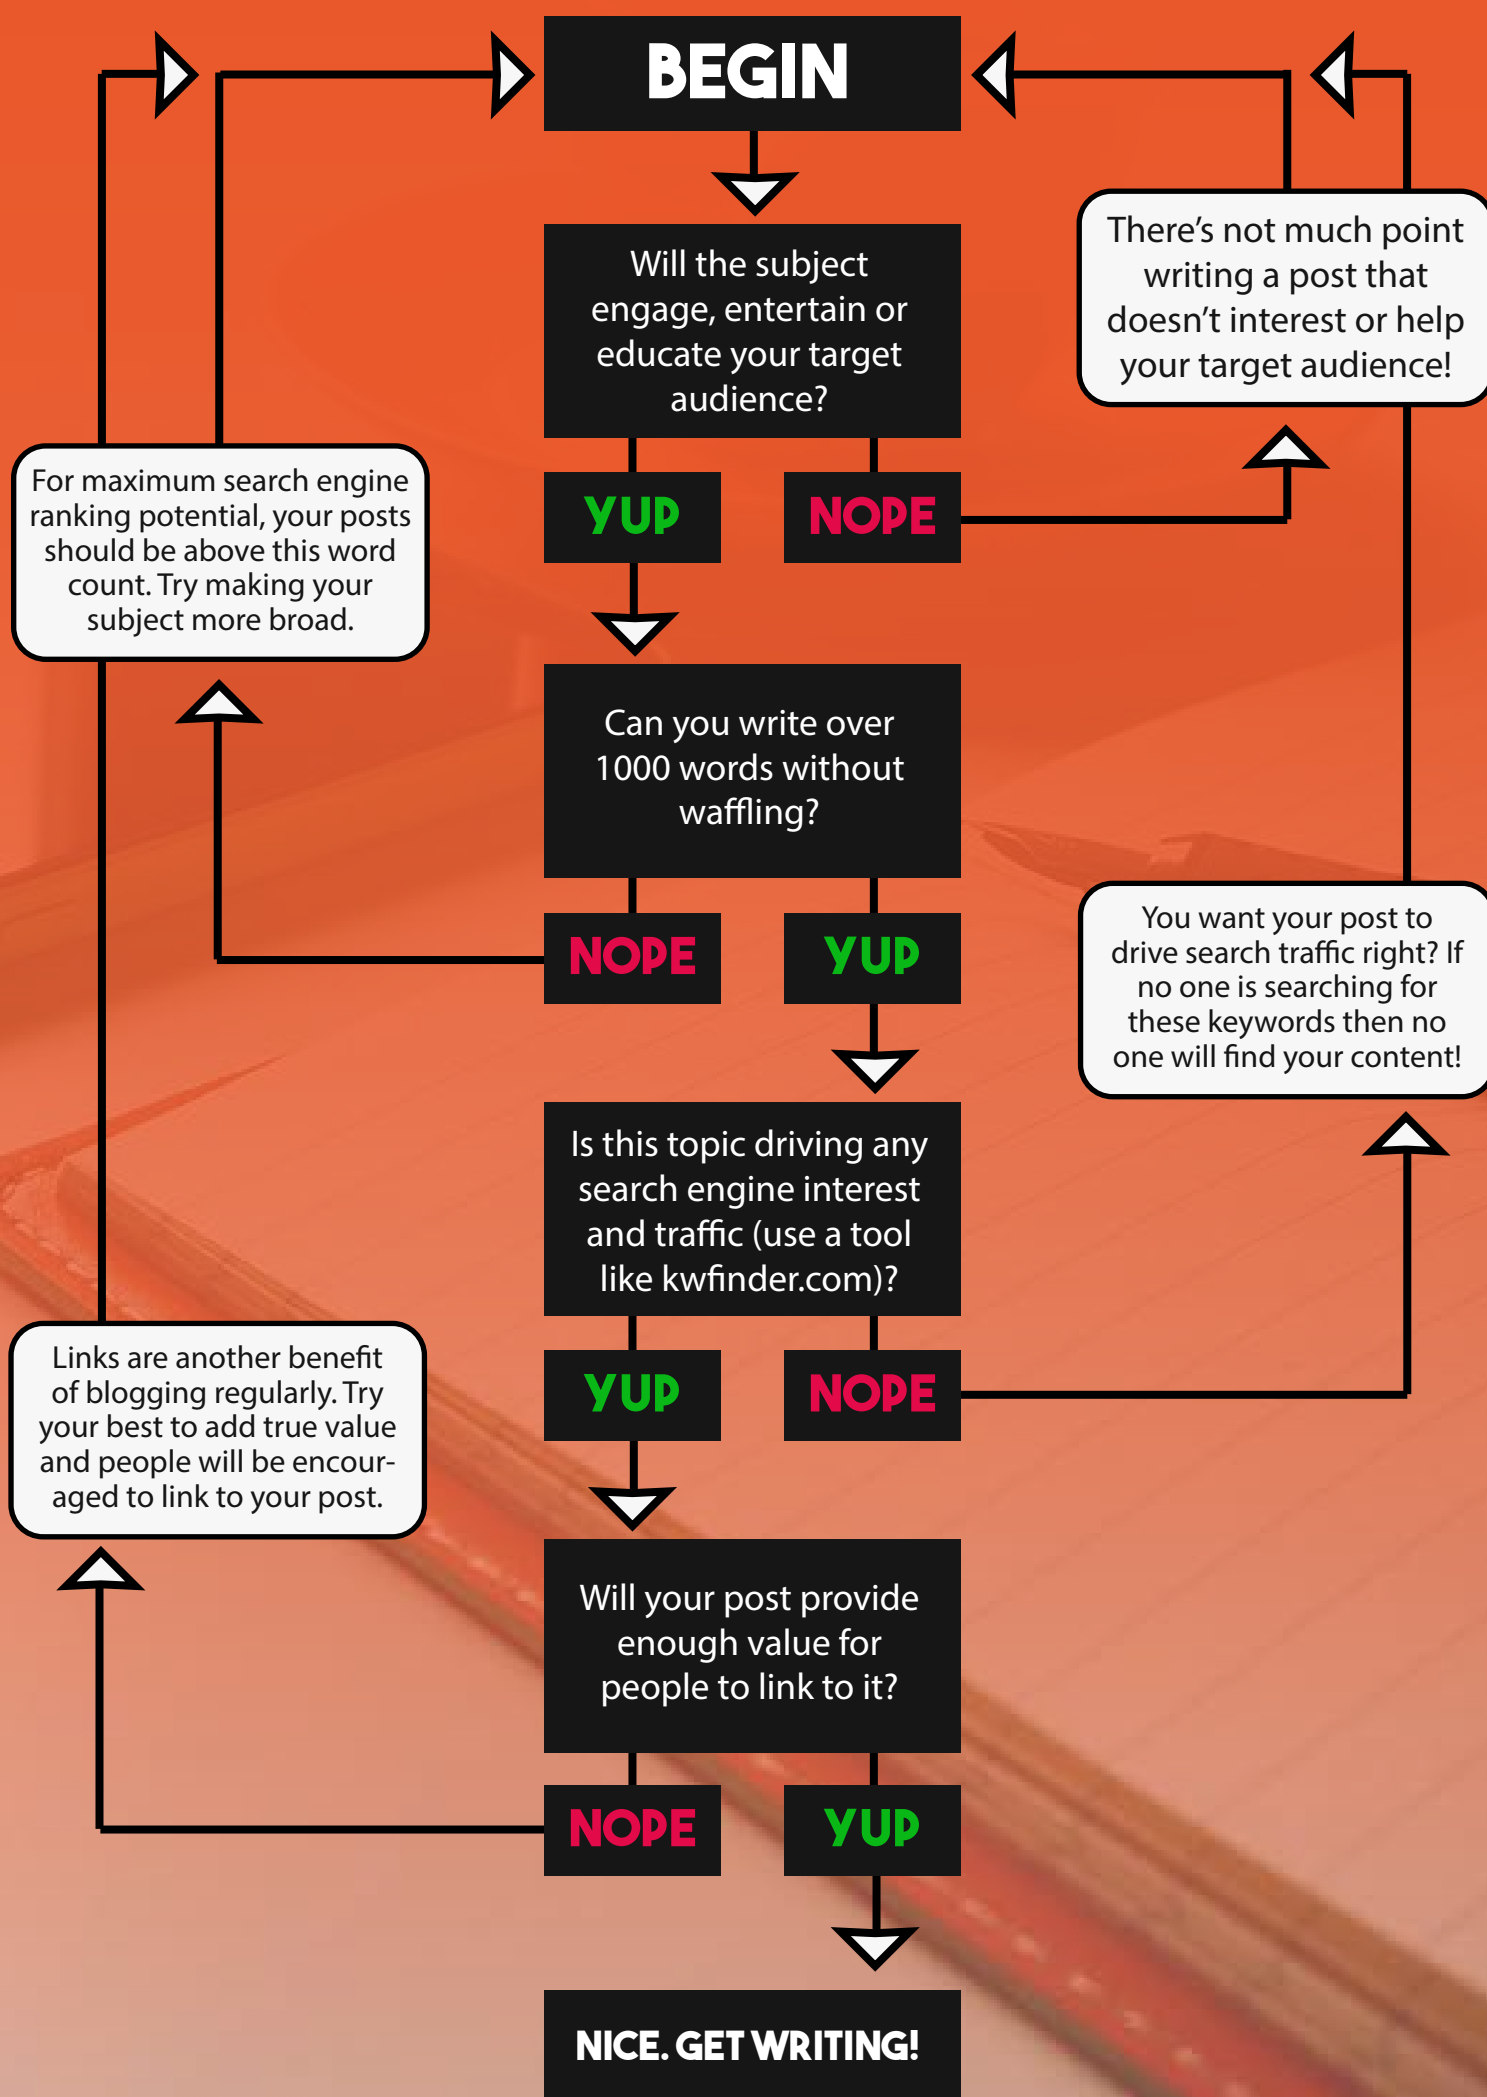 BEGIN
Will the subject
engage, entertain or
educate your target
audience?
YUP
NOPE
There's not much point
writing a post that
doesn't interest or help
your target audience!
For maximum search engine
ranking potential, your posts
should be above this word
count. Try making your
subject more broad.
Can you write over
1000 words without
waffling?
NOPE
YUP
You want your post to
drive search traffic right? If
no one is searching for
these keywords then no
one will find your content!
Is this topic driving any
search engine interest
and traffic (use a tool
like kwfinder.com)?
YUP
NOPE
Links are another benefit
of blogging regularly. Try
your best to add true value
and people will be encour-
aged to link to your post.
Will your post provide
enough value for
people to link to it?
NOPE
YUP
NICE. GET WRITING!